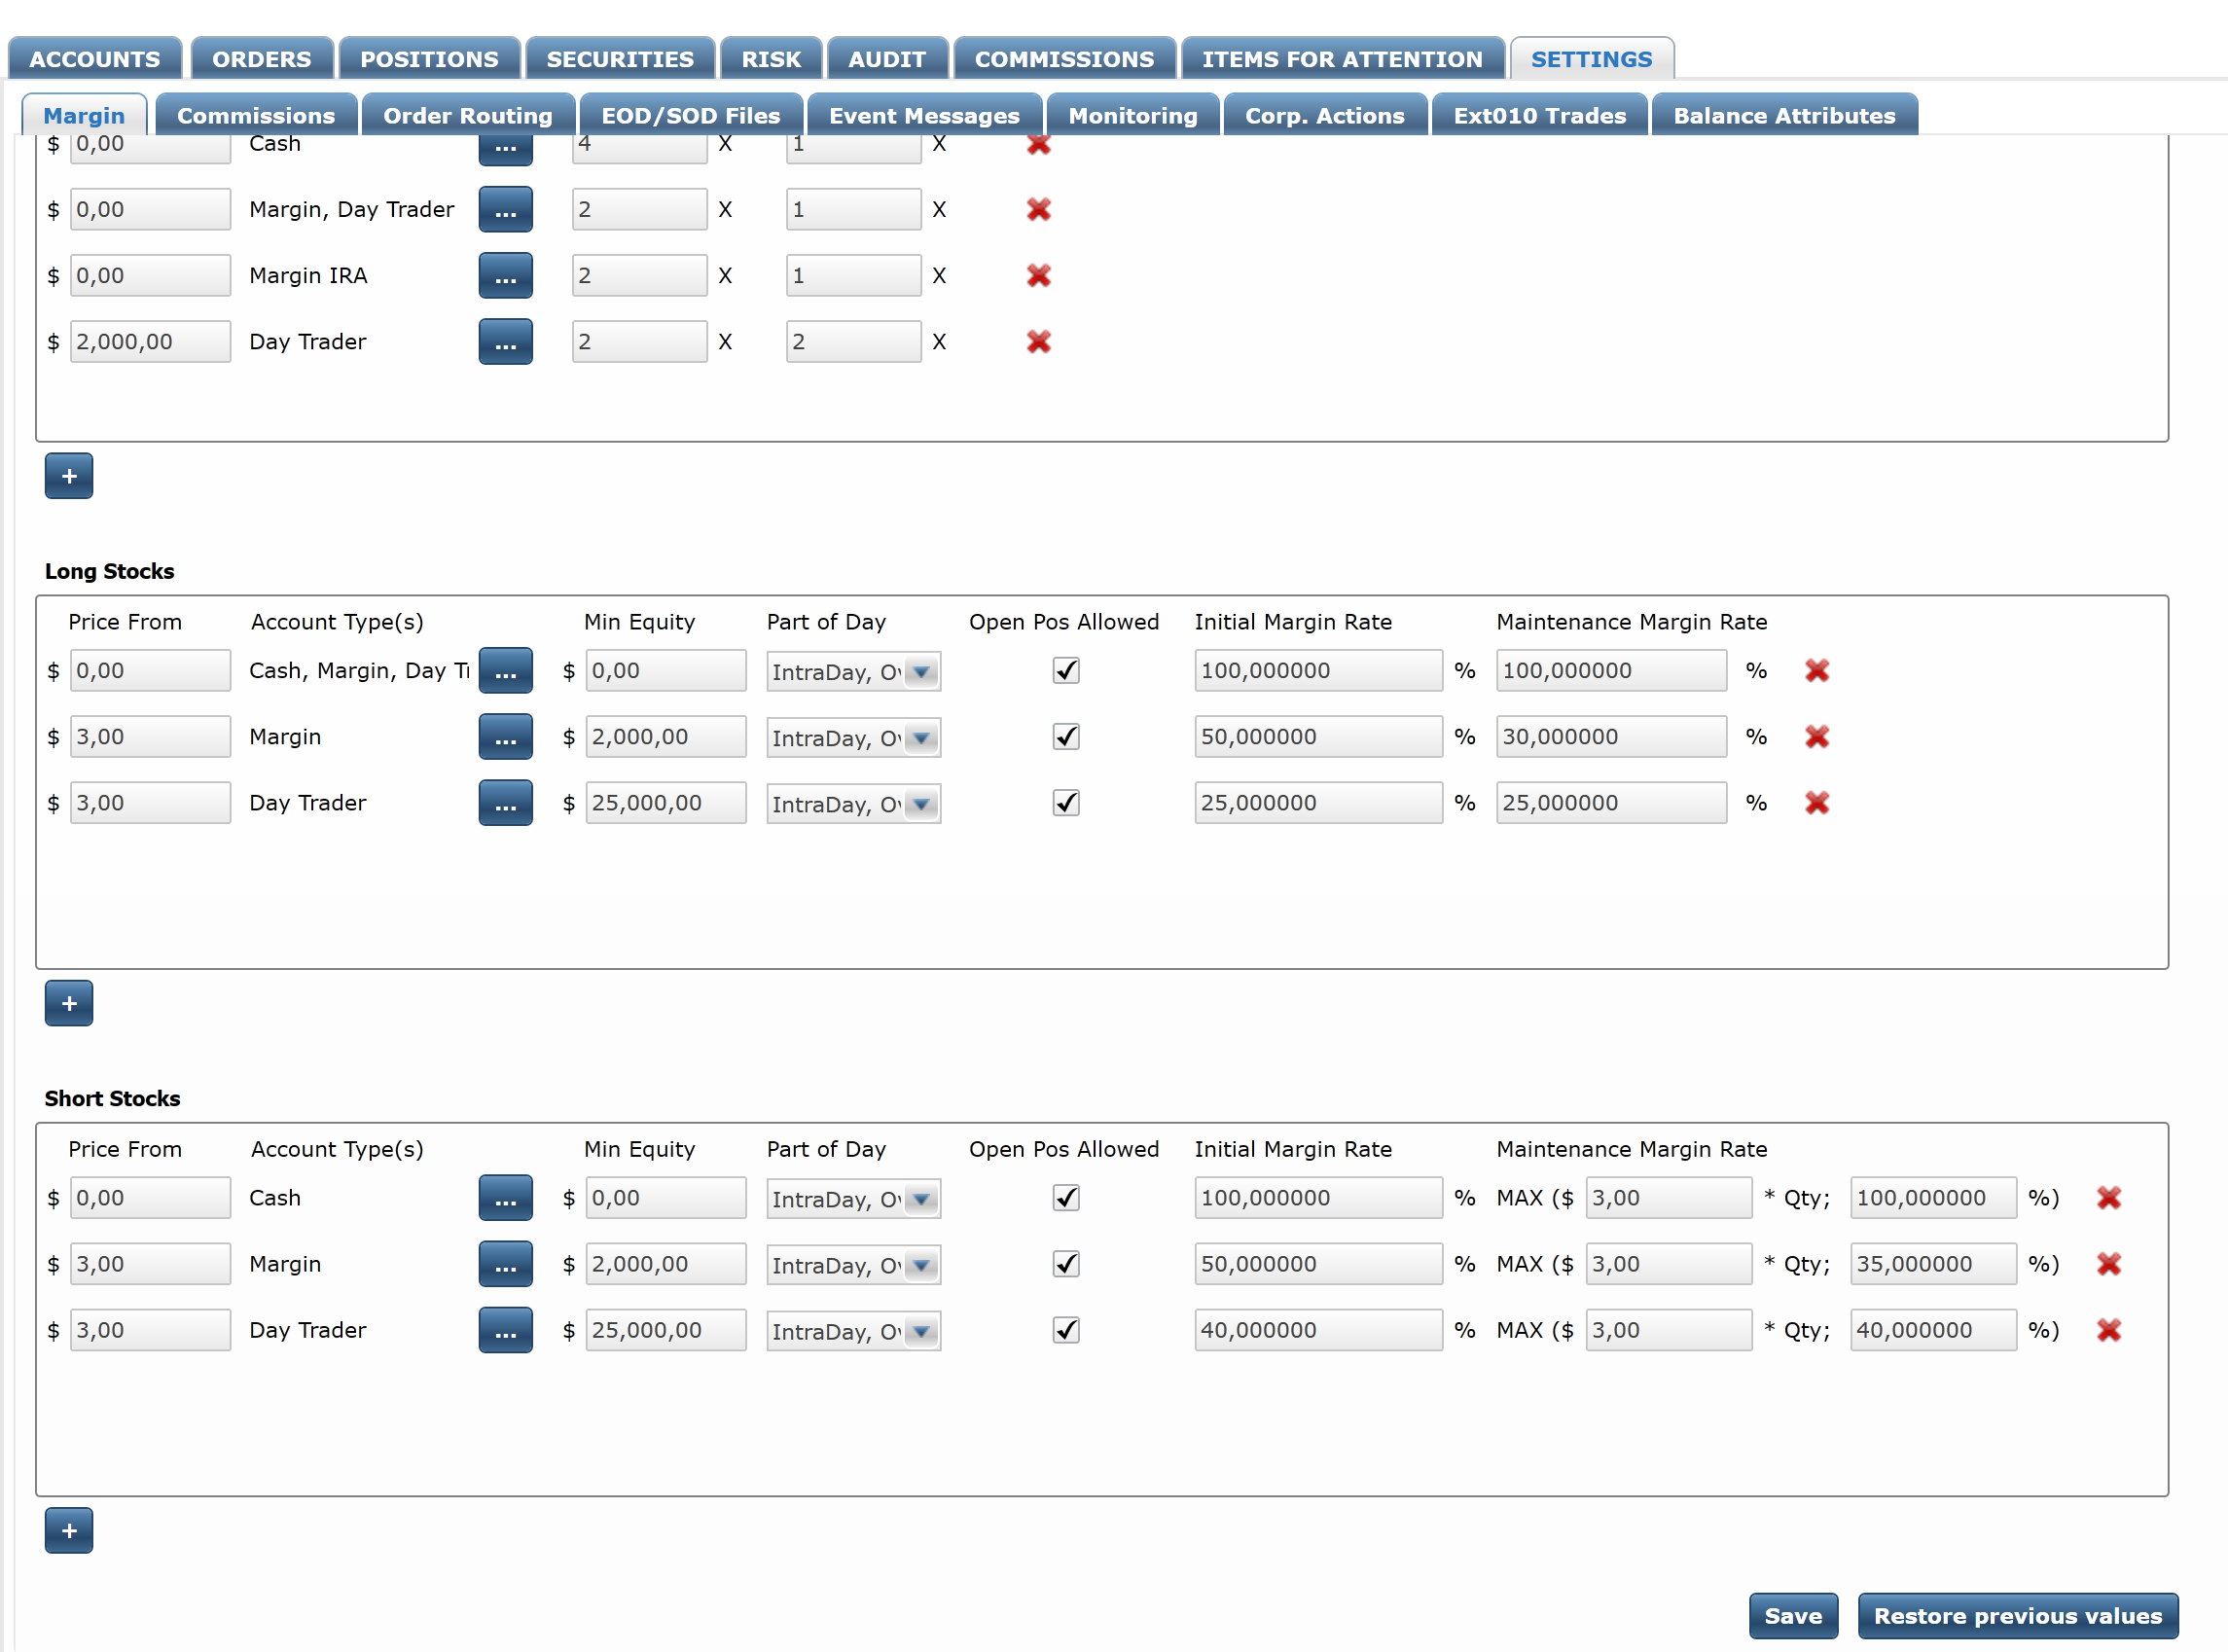 ACCOUNTS ORDERS POSITIONS SECURITIES RISK AUDIT COMMISSIONS ITEMS FOR ATTENTION SETTINGS
Margin Commissions Order Routing EOD/SOD Files Event Messages Monitoring Corp. Actions Ext010 Trades Balance Attributes
$ 0,00 Cash ... 4 X 1 X
$ 0,00 Margin, Day Trader ... 2 X 1 X
$ 0,00 Margin IRA ... 2 X 1 X
$ 2,000,00 Day Trader ... 2 X 2 X
+
Long Stocks
Price From Account Type(s) Min Equity Part of Day Open Pos Allowed Initial Margin Rate Maintenance Margin Rate
$ 0,00 Cash, Margin, Day Tr ... $ 0,00 IntraDay, Ov 100,000000 % 100,000000 %
$ 3,00 Margin ... $ 2,000,00 IntraDay, Ov 50,000000 % 30,000000 %
$ 3,00 Day Trader ... $ 25,000,00 IntraDay, Ov 25,000000 % 25,000000 %
+
Short Stocks
Price From Account Type(s) Min Equity Part of Day Open Pos Allowed Initial Margin Rate Maintenance Margin Rate
$ 0,00 Cash ... $ 0,00 IntraDay, Ov 100,000000 % MAX ($ 3,00 * Qty; 100,000000 %)
$ 3,00 Margin ... $ 2,000,00 IntraDay, Ov 50,000000 % MAX ($ 3,00 * Qty; 35,000000 %)
$ 3,00 Day Trader ... $ 25,000,00 IntraDay, Ov 40,000000 % MAX ($ 3,00 * Qty; 40,000000 %)
+
Save Restore previous values